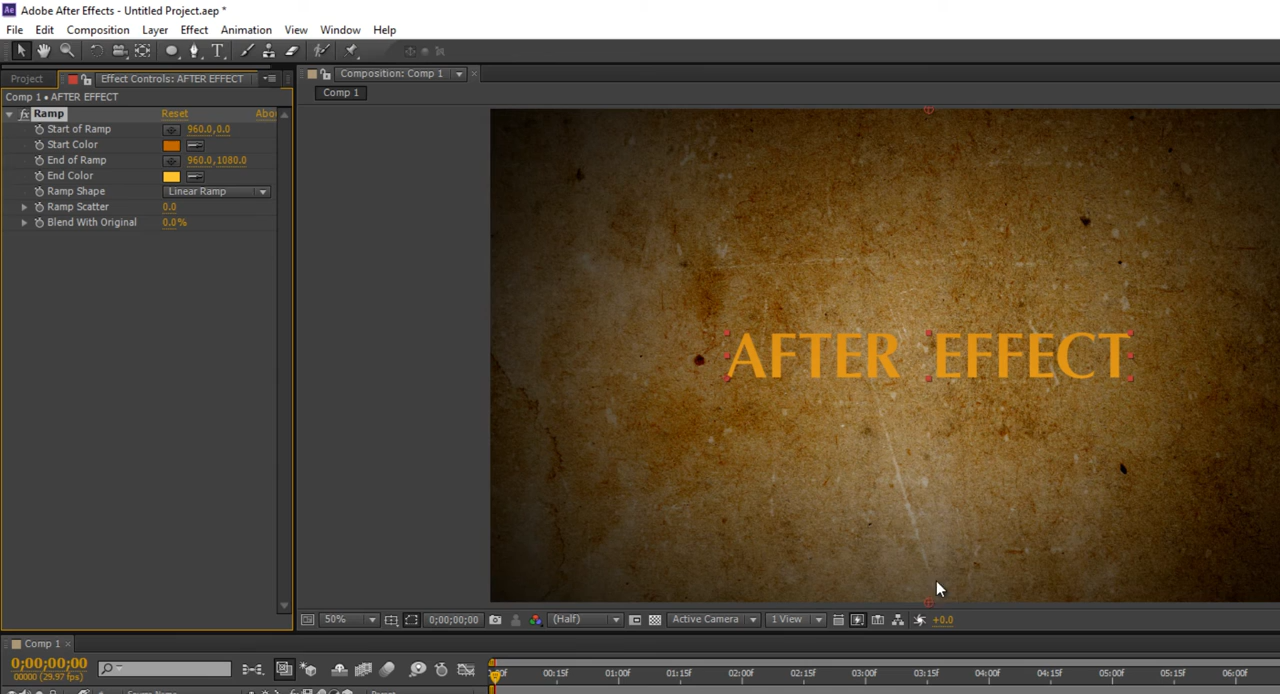 Ae Adobe After Effects - Untitled Project.aep *
File Edit Composition Layer Effect Animation View Window Help
Project Effect Controls: AFTER EFFECT Composition: Comp 1
Comp 1 • AFTER EFFECT
Comp 1
fx Ramp Reset Abou
Start of Ramp 960.0,0.0
Start Color
End of Ramp 960.0,1080.0
End Color
Ramp Shape Linear Ramp
Ramp Scatter 0.0
Blend With Original 0.0%
AFTER EFFECT
50% 0;00;00;00 (Half) Active Camera 1 View +0.0
Comp 1
0;00;00;00
00000 (29.97 fps)
00f 00:15f 01:00f 01:15f 02:00f 02:15f 03:00f 03:15f 04:00f 04:15f 05:00f 05:15f 06:00f